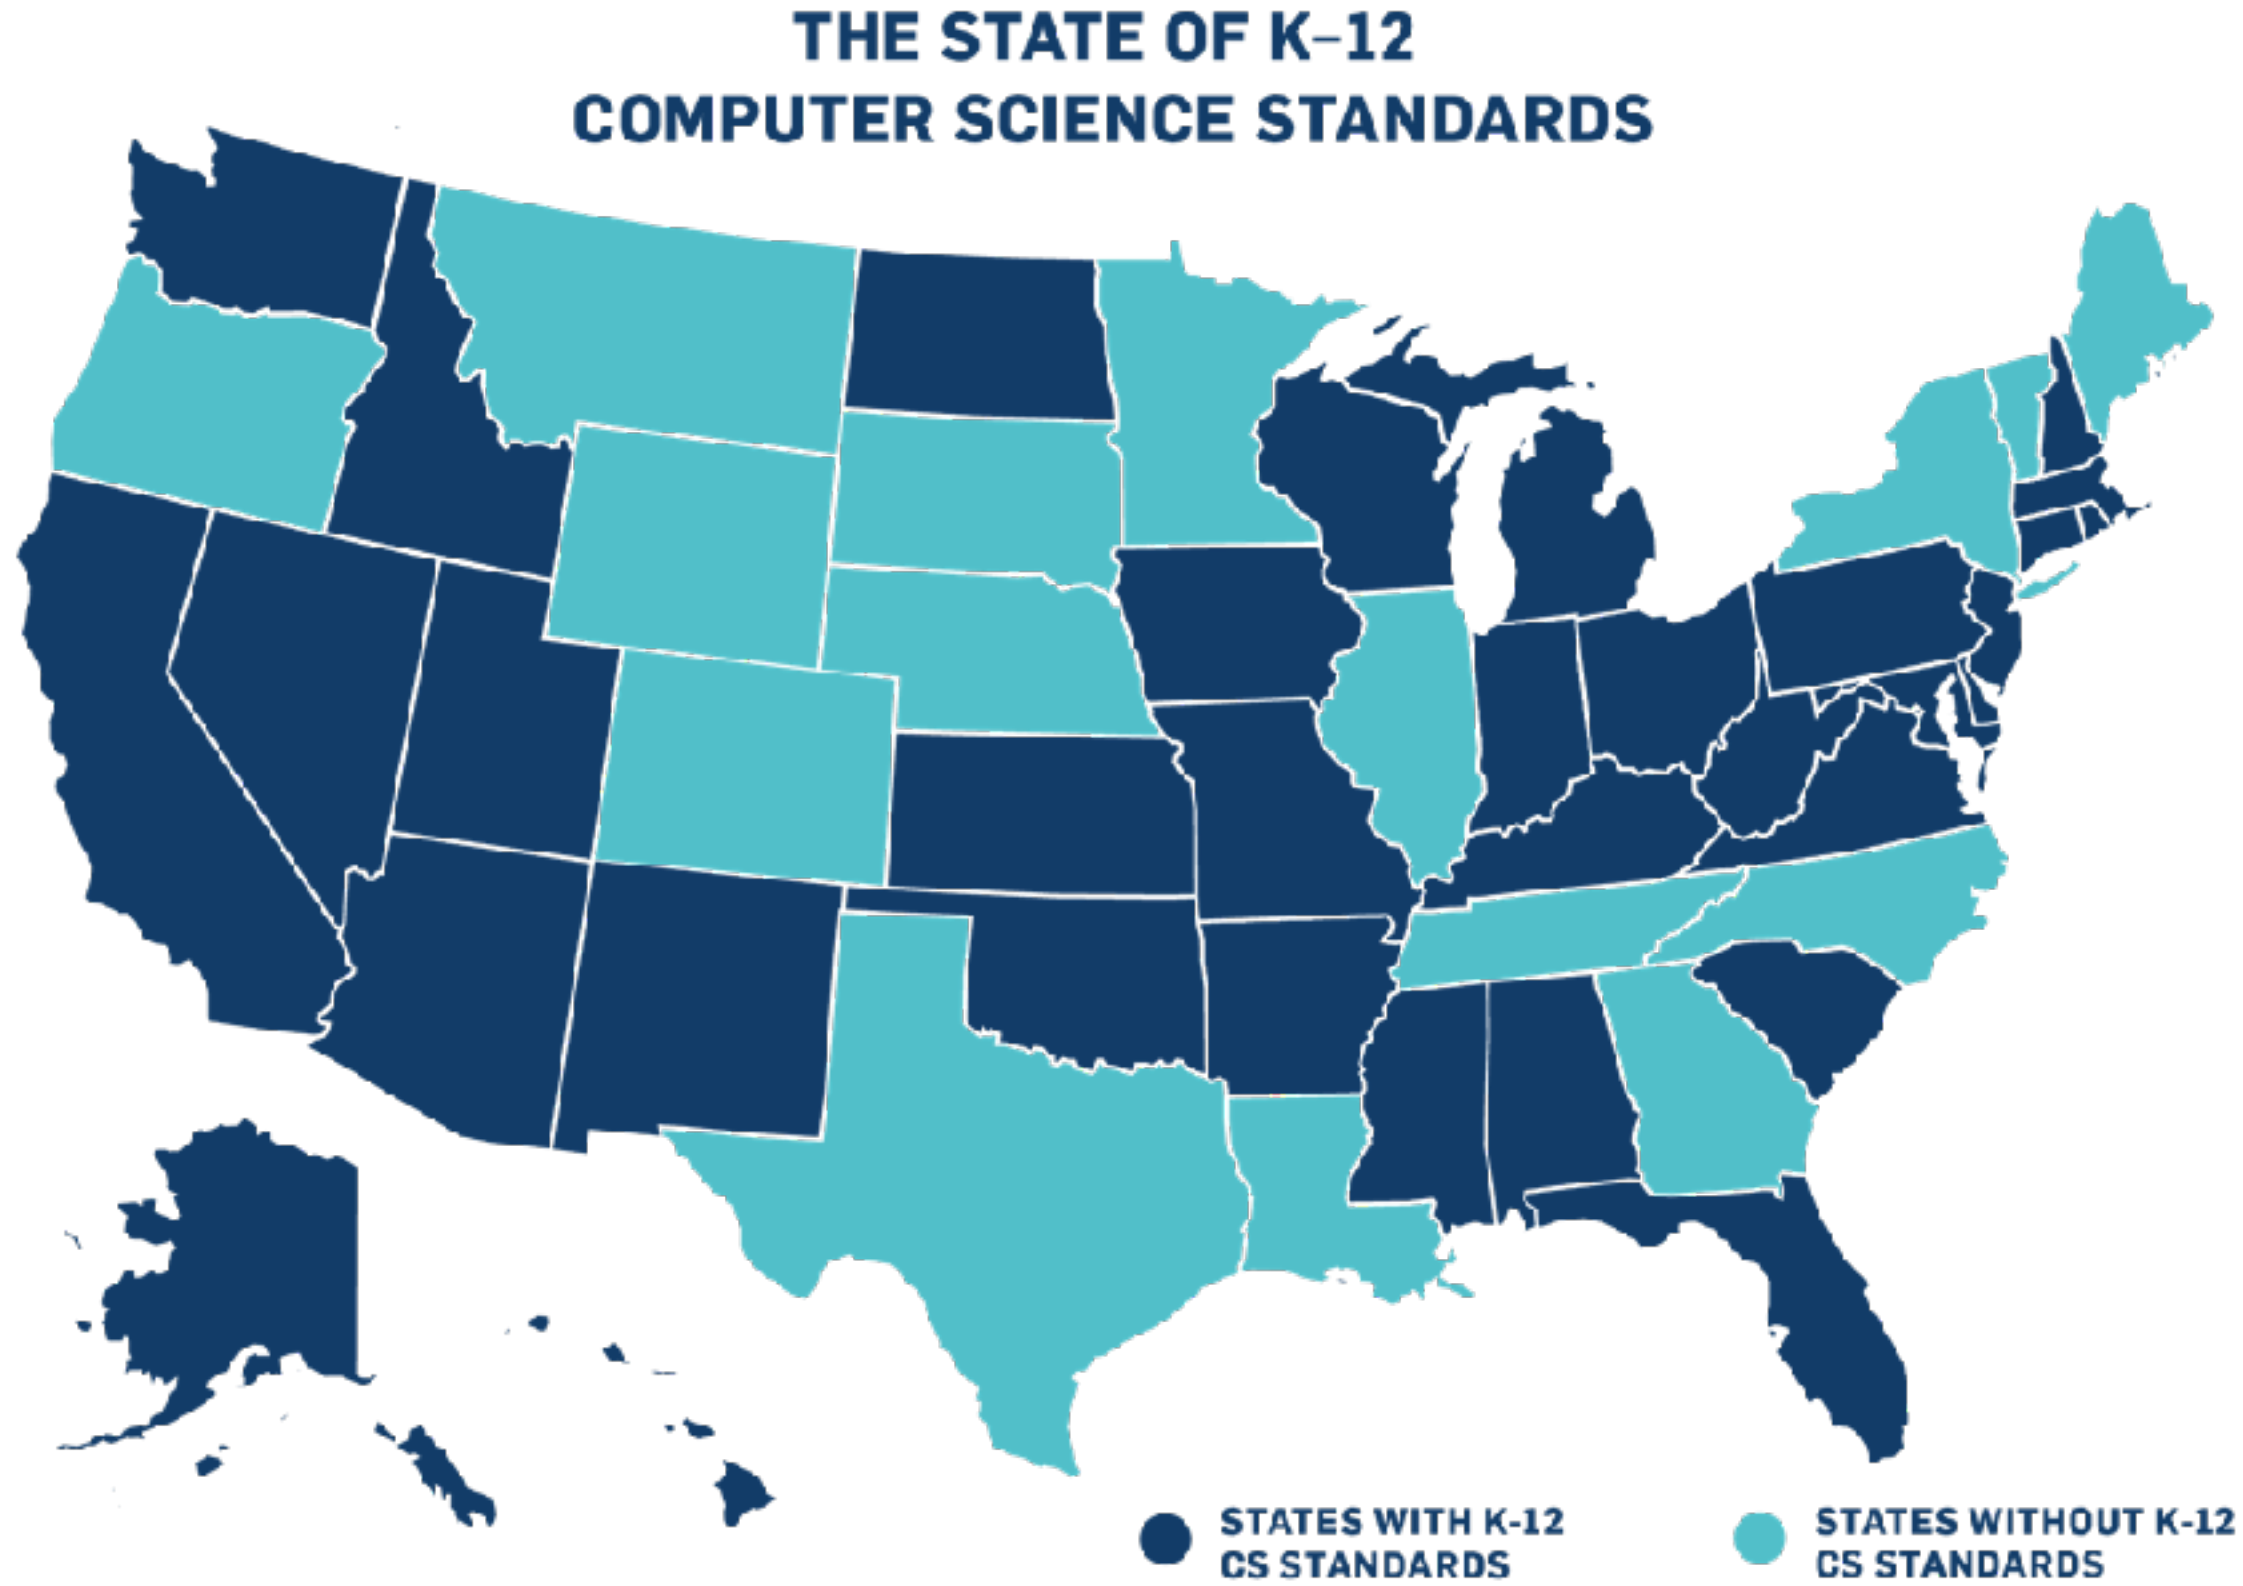 THE STATE OF K–12
COMPUTER SCIENCE STANDARDS
STATES WITH K-12
CS STANDARDS
STATES WITHOUT K-12
CS STANDARDS